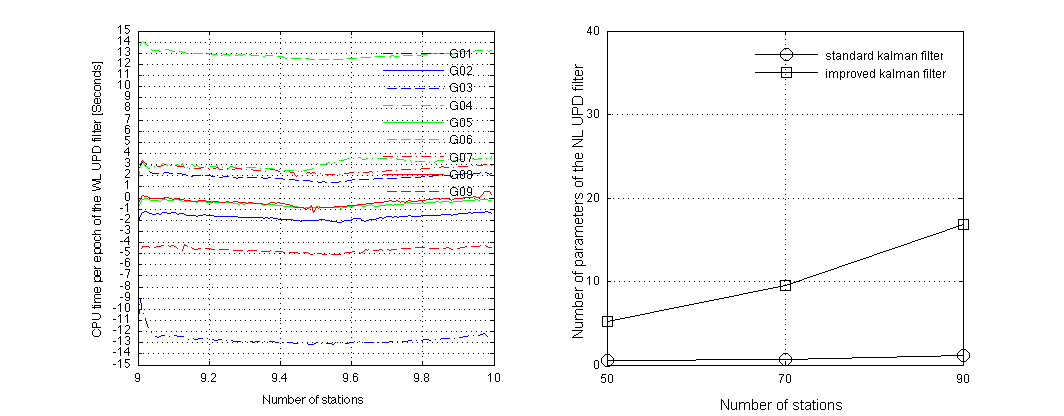 CPU time per epoch of the WL UPD filter [Seconds]
15
14
13
12
11
10
9
8
7
6
5
4
3
2
1
0
-1
-2
-3
-4
-5
-6
-7
-8
-9
-10
-11
-12
-13
-14
-15
G01
G02
G03
G04
G05
G06
G07
G08
G09
9 9.2 9.4 9.6 9.8 10
Number of stations
Number of parameters of the NL UPD filter
40
30
20
10
0
standard kalman filter
improved kalman filter
50 70 90
Number of stations